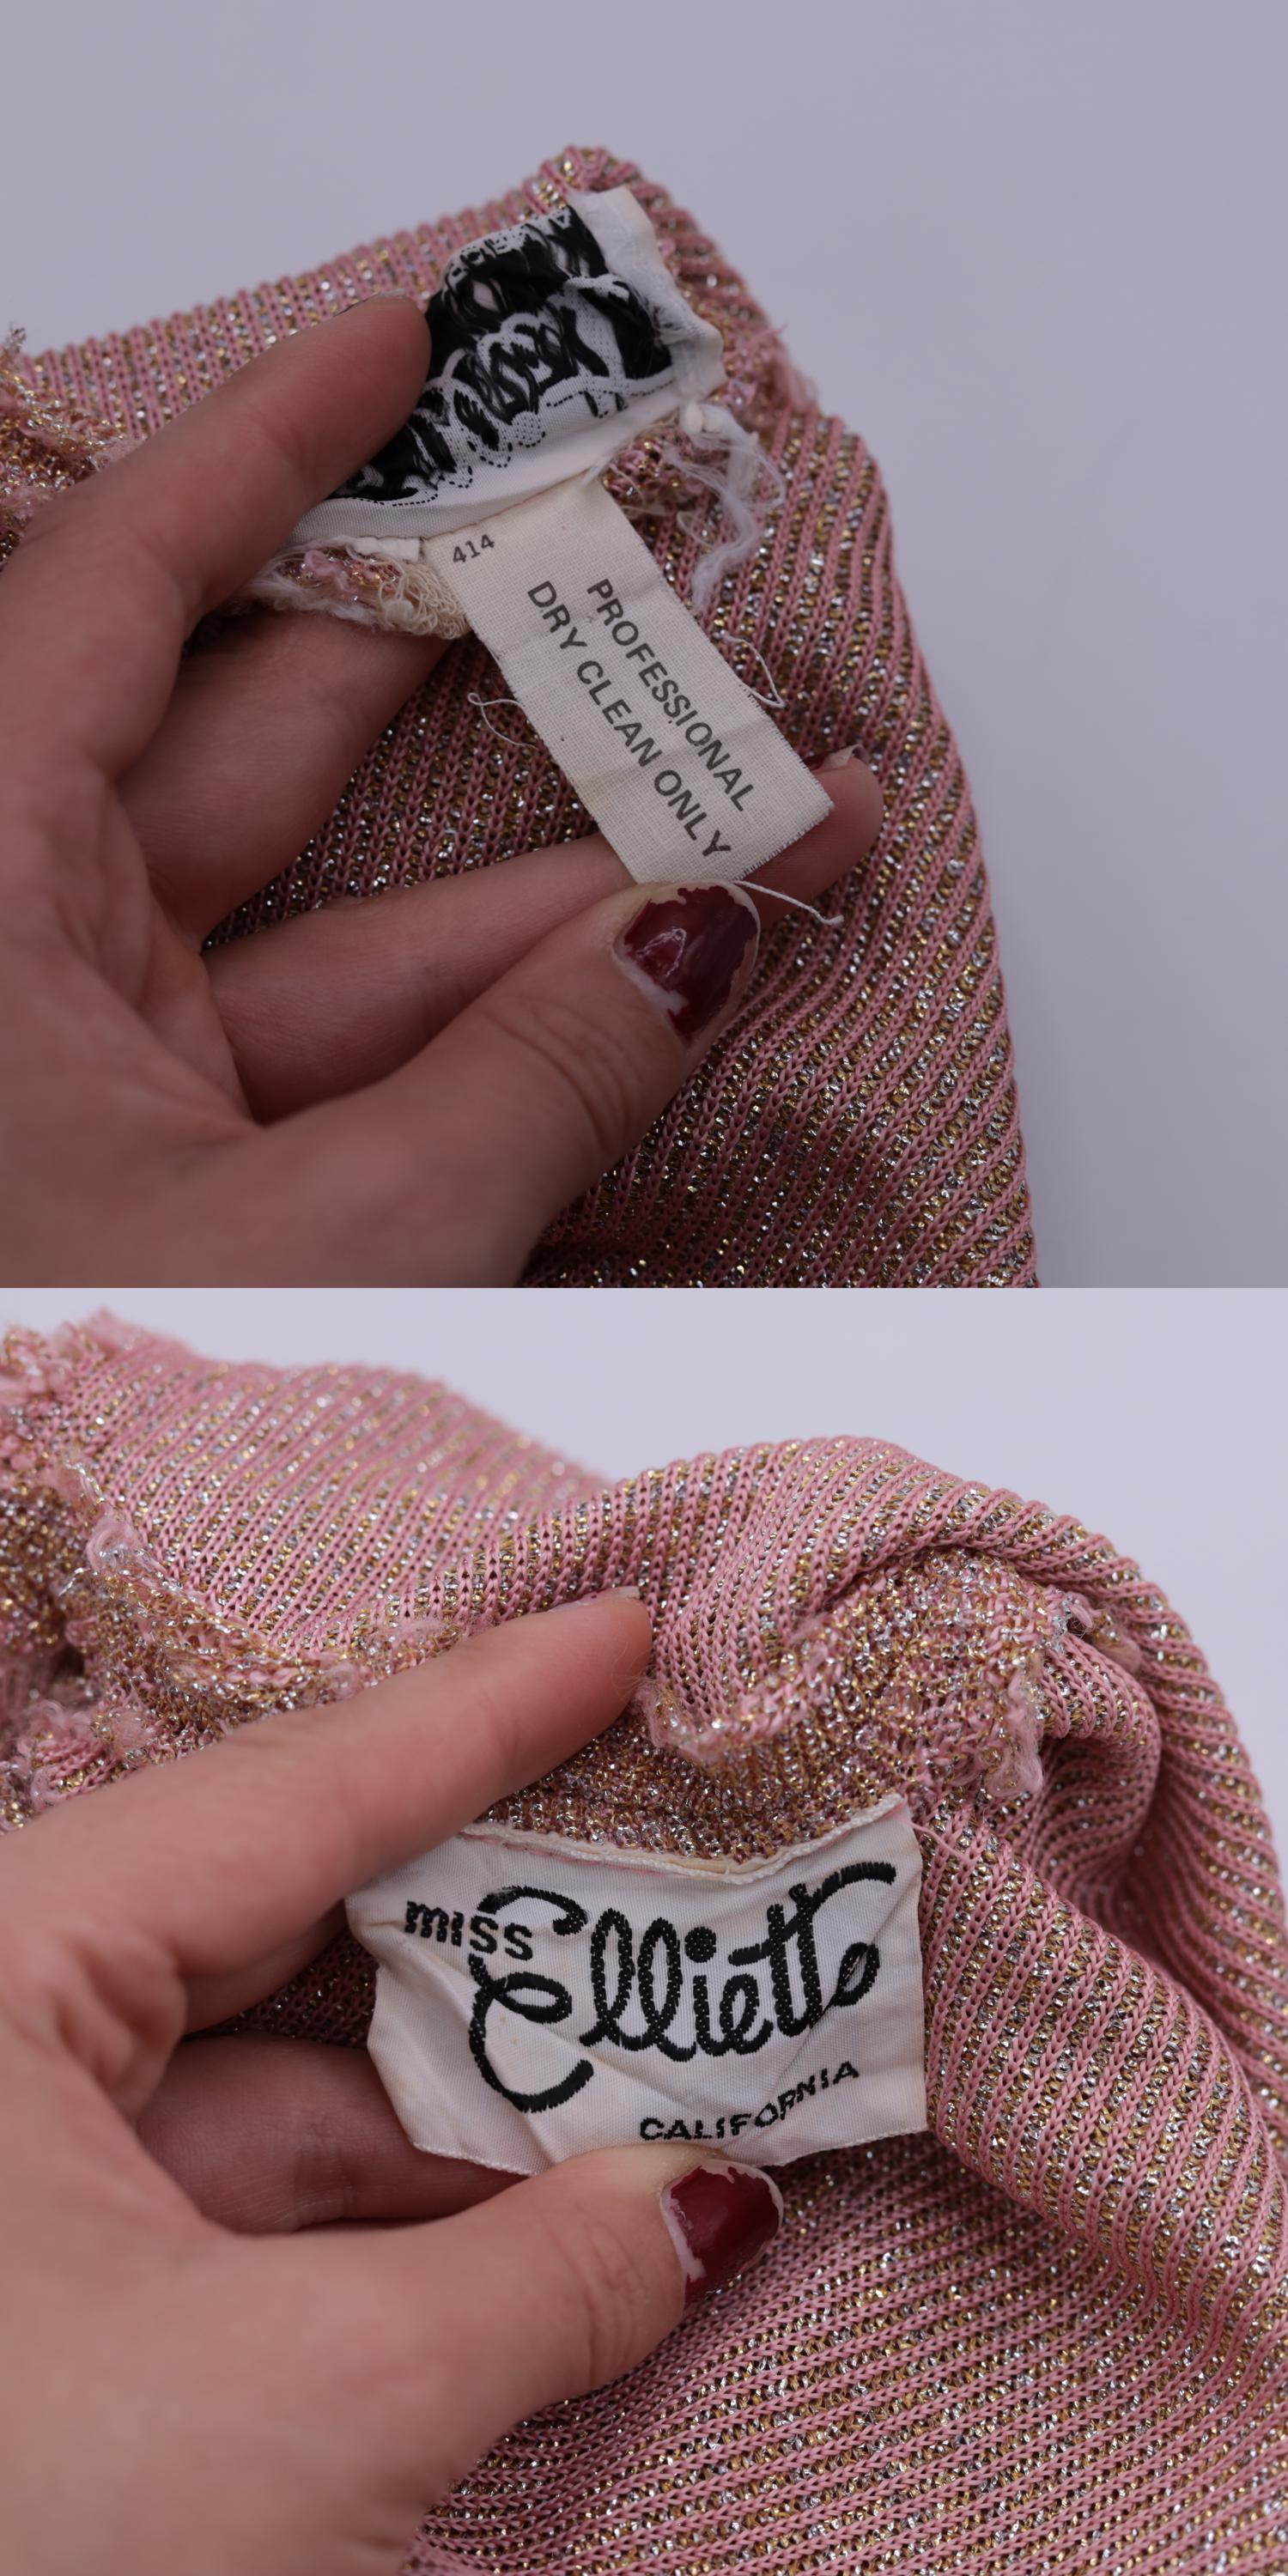 414
PROFESSIONAL
DRY CLEAN ONLY
miss
Elliette
CALIFORNIA